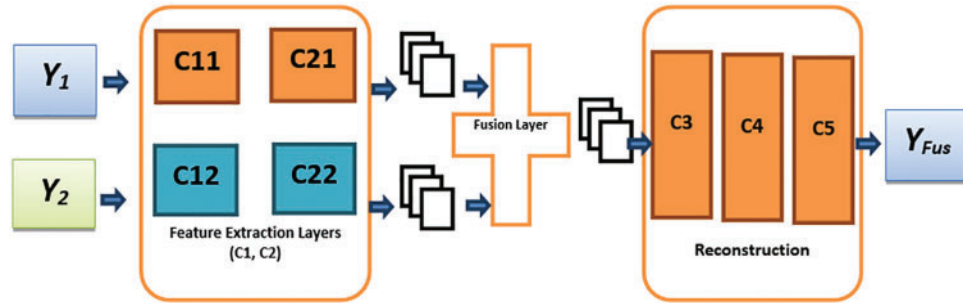 Y1
C11
C21
Y2
C12
C22
Feature Extraction Layers
(C1, C2)
Fusion Layer
C3
C4
C5
Reconstruction
YFus